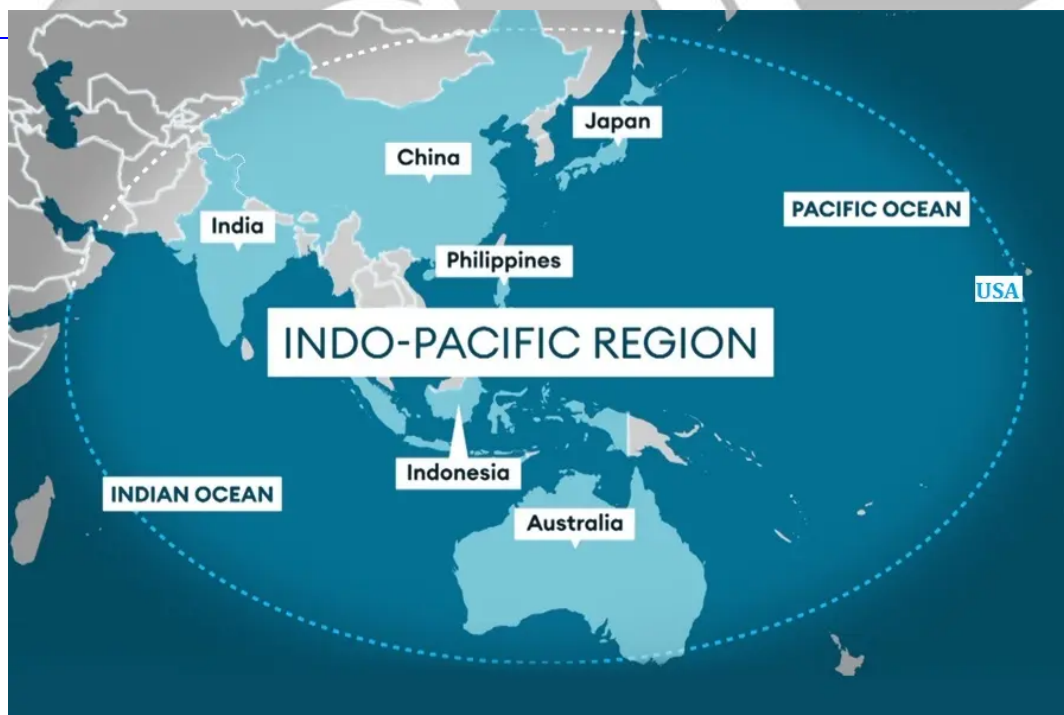 Japan
China
PACIFIC OCEAN
India
Philippines
USA
INDO-PACIFIC REGION
Indonesia
INDIAN OCEAN
Australia